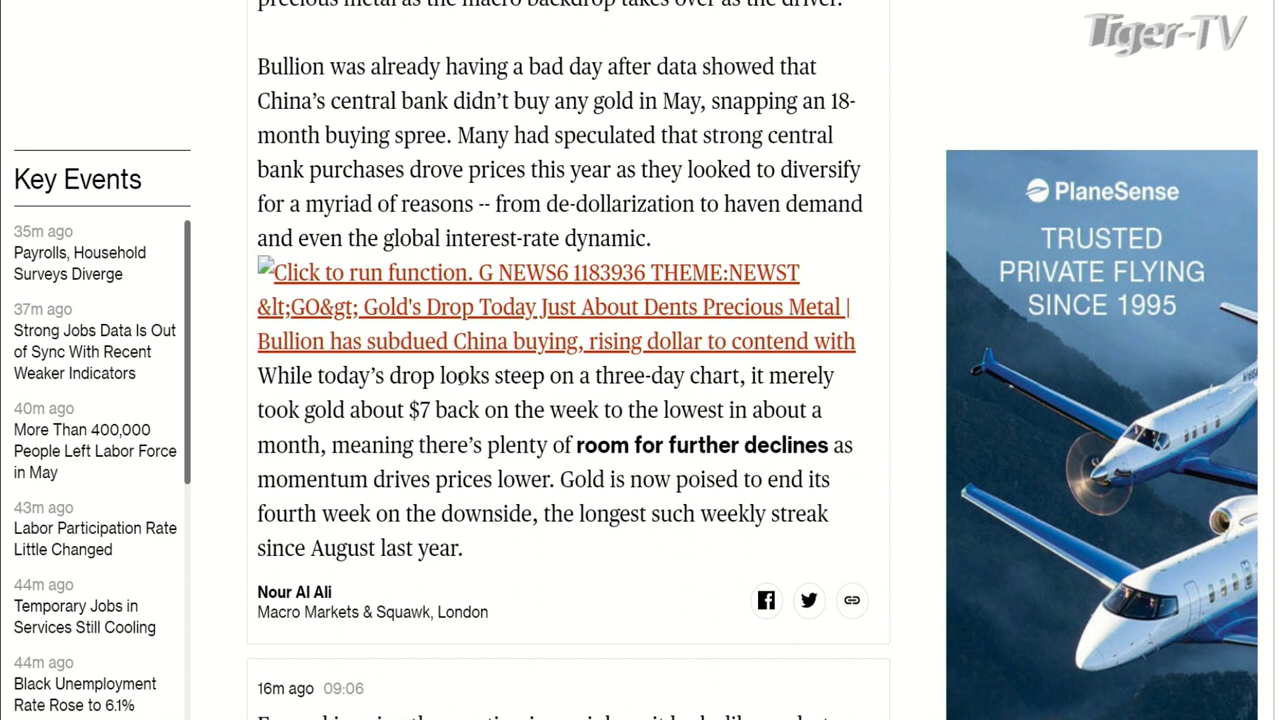 precious metal as the macro backdrop takes over as the driver.
Tiger-TV
Bullion was already having a bad day after data showed that
China’s central bank didn’t buy any gold in May, snapping an 18-
month buying spree. Many had speculated that strong central
bank purchases drove prices this year as they looked to diversify
for a myriad of reasons -- from de-dollarization to haven demand
and even the global interest-rate dynamic.
Click to run function. G NEWS6 1183936 THEME:NEWST
&lt;GO&gt; Gold's Drop Today Just About Dents Precious Metal |
Bullion has subdued China buying, rising dollar to contend with
While today’s drop looks steep on a three-day chart, it merely
took gold about $7 back on the week to the lowest in about a
month, meaning there’s plenty of room for further declines as
momentum drives prices lower. Gold is now poised to end its
fourth week on the downside, the longest such weekly streak
since August last year.
Nour Al Ali
Macro Markets & Squawk, London
16m ago 09:06
Key Events
35m ago
Payrolls, Household
Surveys Diverge
37m ago
Strong Jobs Data Is Out
of Sync With Recent
Weaker Indicators
40m ago
More Than 400,000
People Left Labor Force
in May
43m ago
Labor Participation Rate
Little Changed
44m ago
Temporary Jobs in
Services Still Cooling
44m ago
Black Unemployment
Rate Rose to 6.1%
PlaneSense
TRUSTED
PRIVATE FLYING
SINCE 1995